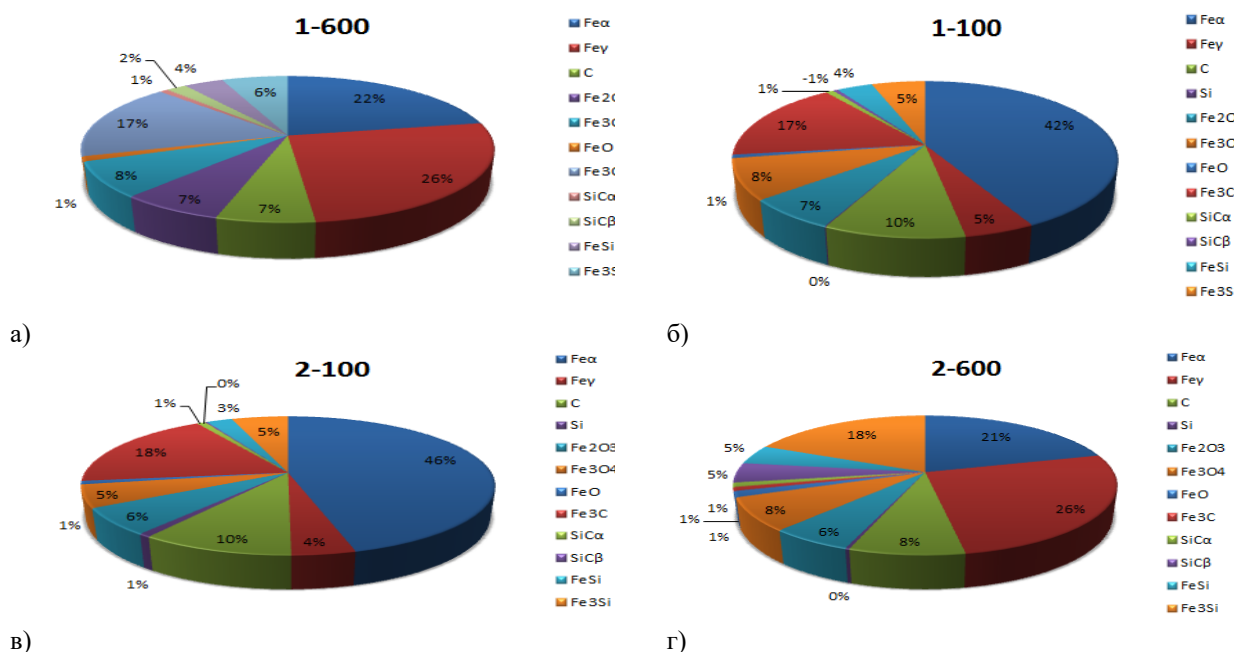 1-600
2%
4%
1%
6%
22%
17%
26%
8%
7%
7%
1%
Feα
Feγ
C
FeO
SiCα
SiCβ
FeSi
а)
1-100
-1%
4%
1%
5%
42%
17%
8%
7%
10%
5%
1%
0%
Feα
Feγ
C
Si
Fe2O
Fe3O
FeO
Fe3C
SiCα
SiCβ
FeSi
Fe3S
б)
2-100
0%
1%
3%
5%
46%
18%
5%
6%
10%
4%
1%
1%
Feα
Feγ
C
Si
Fe2O3
Fe3O4
FeO
Fe3C
SiCα
SiCβ
FeSi
Fe3Si
в)
2-600
18%
21%
5%
5%
26%
1%
1%
1%
8%
6%
8%
0%
Feα
Feγ
C
Si
Fe2O3
Fe3O4
FeO
Fe3C
SiCα
SiCβ
FeSi
Fe3Si
г)